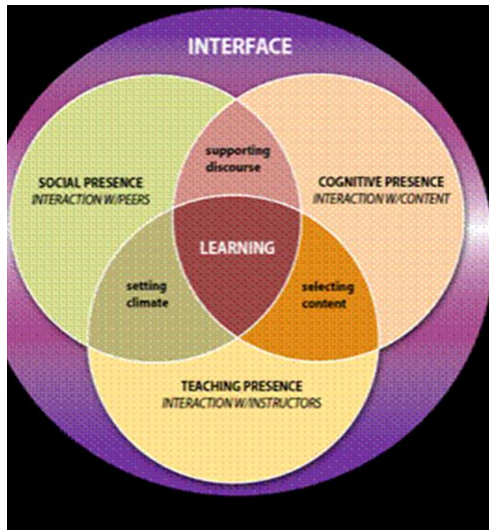 INTERFACE
supporting
discourse
SOCIAL PRESENCE
INTERACTION W/PEERS
COGNITIVE PRESENCE
INTERACTION W/CONTENT
LEARNING
setting
climate
selecting
content
TEACHING PRESENCE
INTERACTION W/INSTRUCTORS